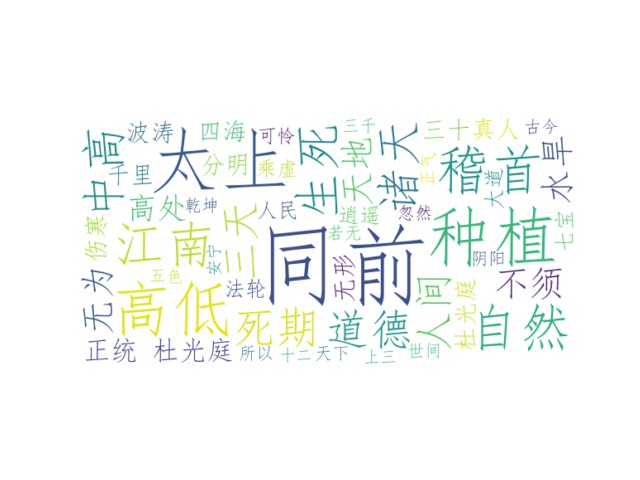 波涛 四海 可怜 三千 三十 真人 古今
中高 太上 生死 诸天 稽首 水旱
千里 分明 乘虚 天地 正气 大道
高处 乾坤 人民 逍遥 忽然 七宝
伤寒 江南 三天 同前 若无 种植
无为 五色 安宁 法轮 无形 人间 阴阳 不须
高低 死期 道德 杜光庭 自然
正统 杜光庭 所以 十二 天下 上三 世间